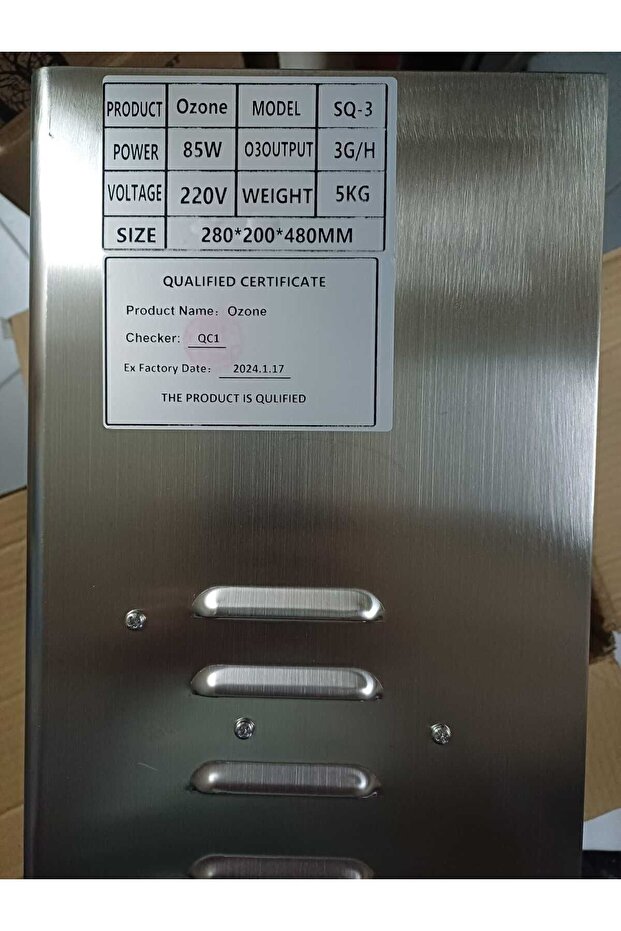 PRODUCT Ozone MODEL SQ-3
POWER 85W O3OUTPUT 3G/H
VOLTAGE 220V WEIGHT 5KG
SIZE 280*200*480MM
QUALIFIED CERTIFICATE
Product Name: Ozone
Checker: QC1
Ex Factory Date: 2024.1.17
THE PRODUCT IS QULIFIED